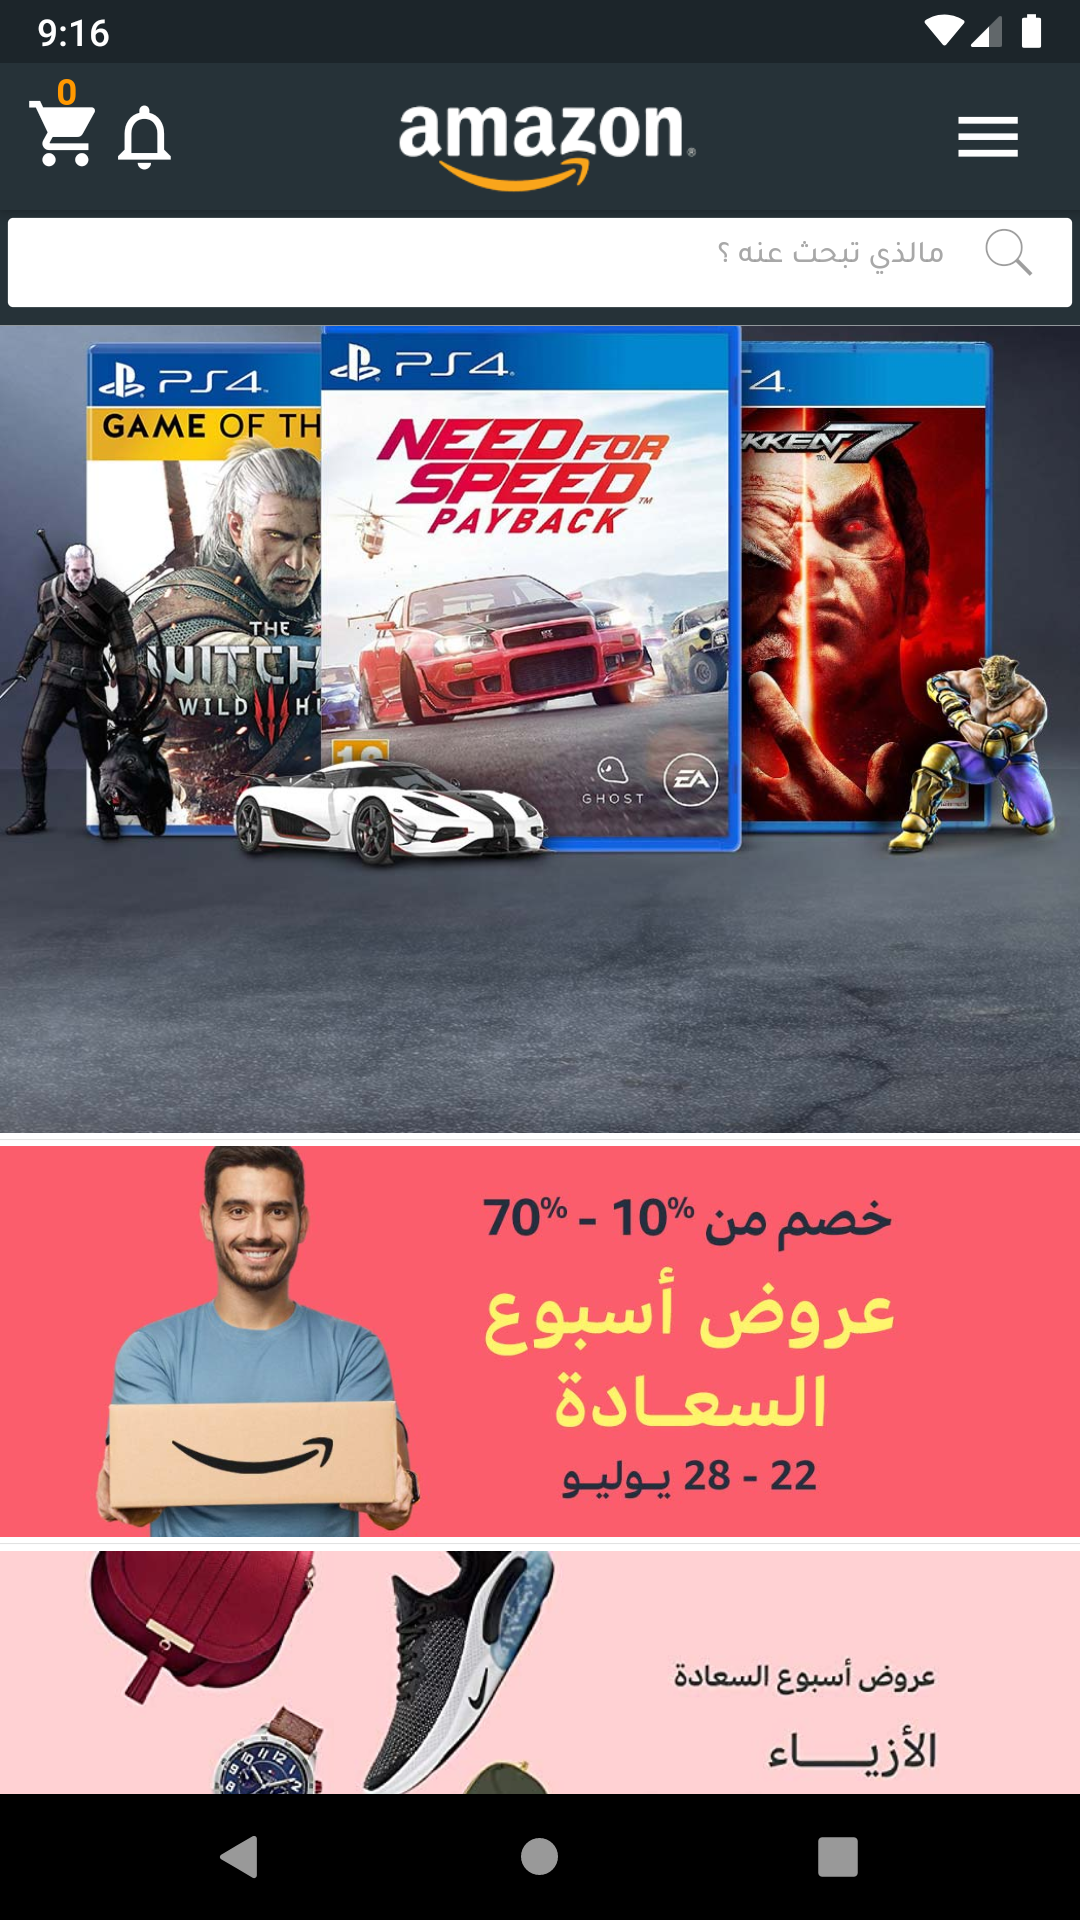 9:16
0
amazon
مالذي تبحث عنه ؟
PS4
GAME OF TH
THE
WITCH
WILD HU
PS4
NEED FOR
SPEED
PAYBACK
GHOST
EA
4
KKEN 7
خصم من 10% - 70%
عروض أسبوع
السعـادة
22 - 28 يـوليـو
عروض أسبوع السعادة
الأزيـــاء